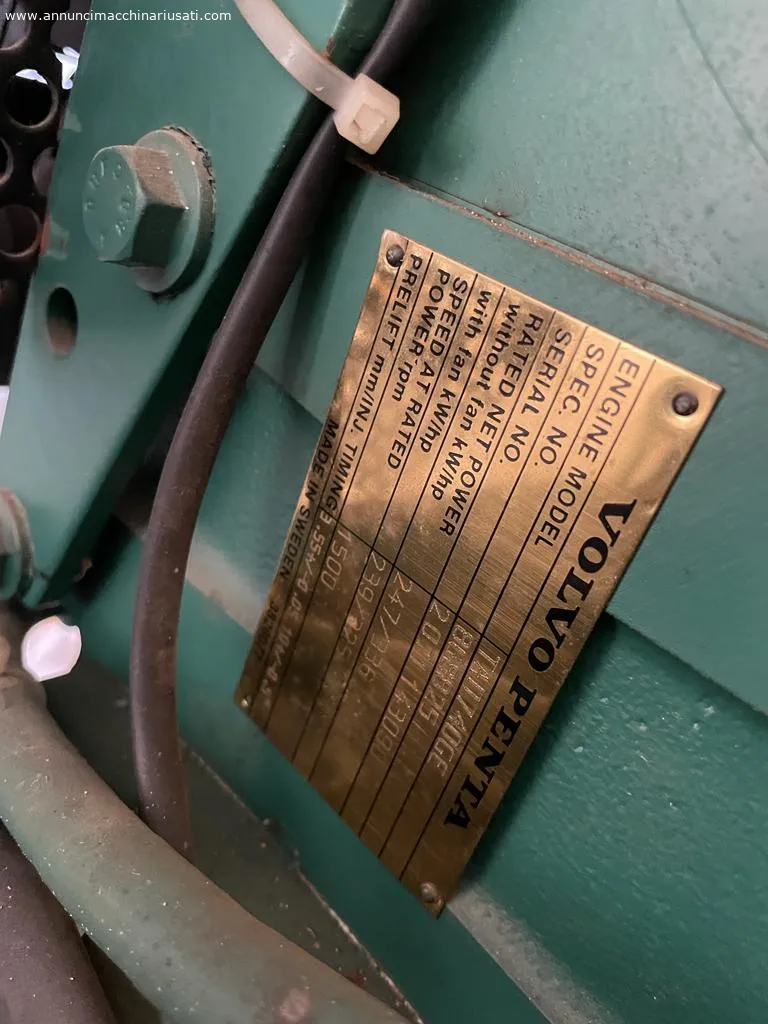 www.annuncimacchinariusati.com
VOLVO PENTA
ENGINE MODEL TAD740GE
SPEC. NO.
SERIAL NO. 2071143090
RATED NET POWER
without fan kW/hp 247/336
with fan kW/hp 239/325
SPEED AT RATED
POWER rpm 1500
PRELIFT mm/INJ. TIMING
MADE IN SWEDEN